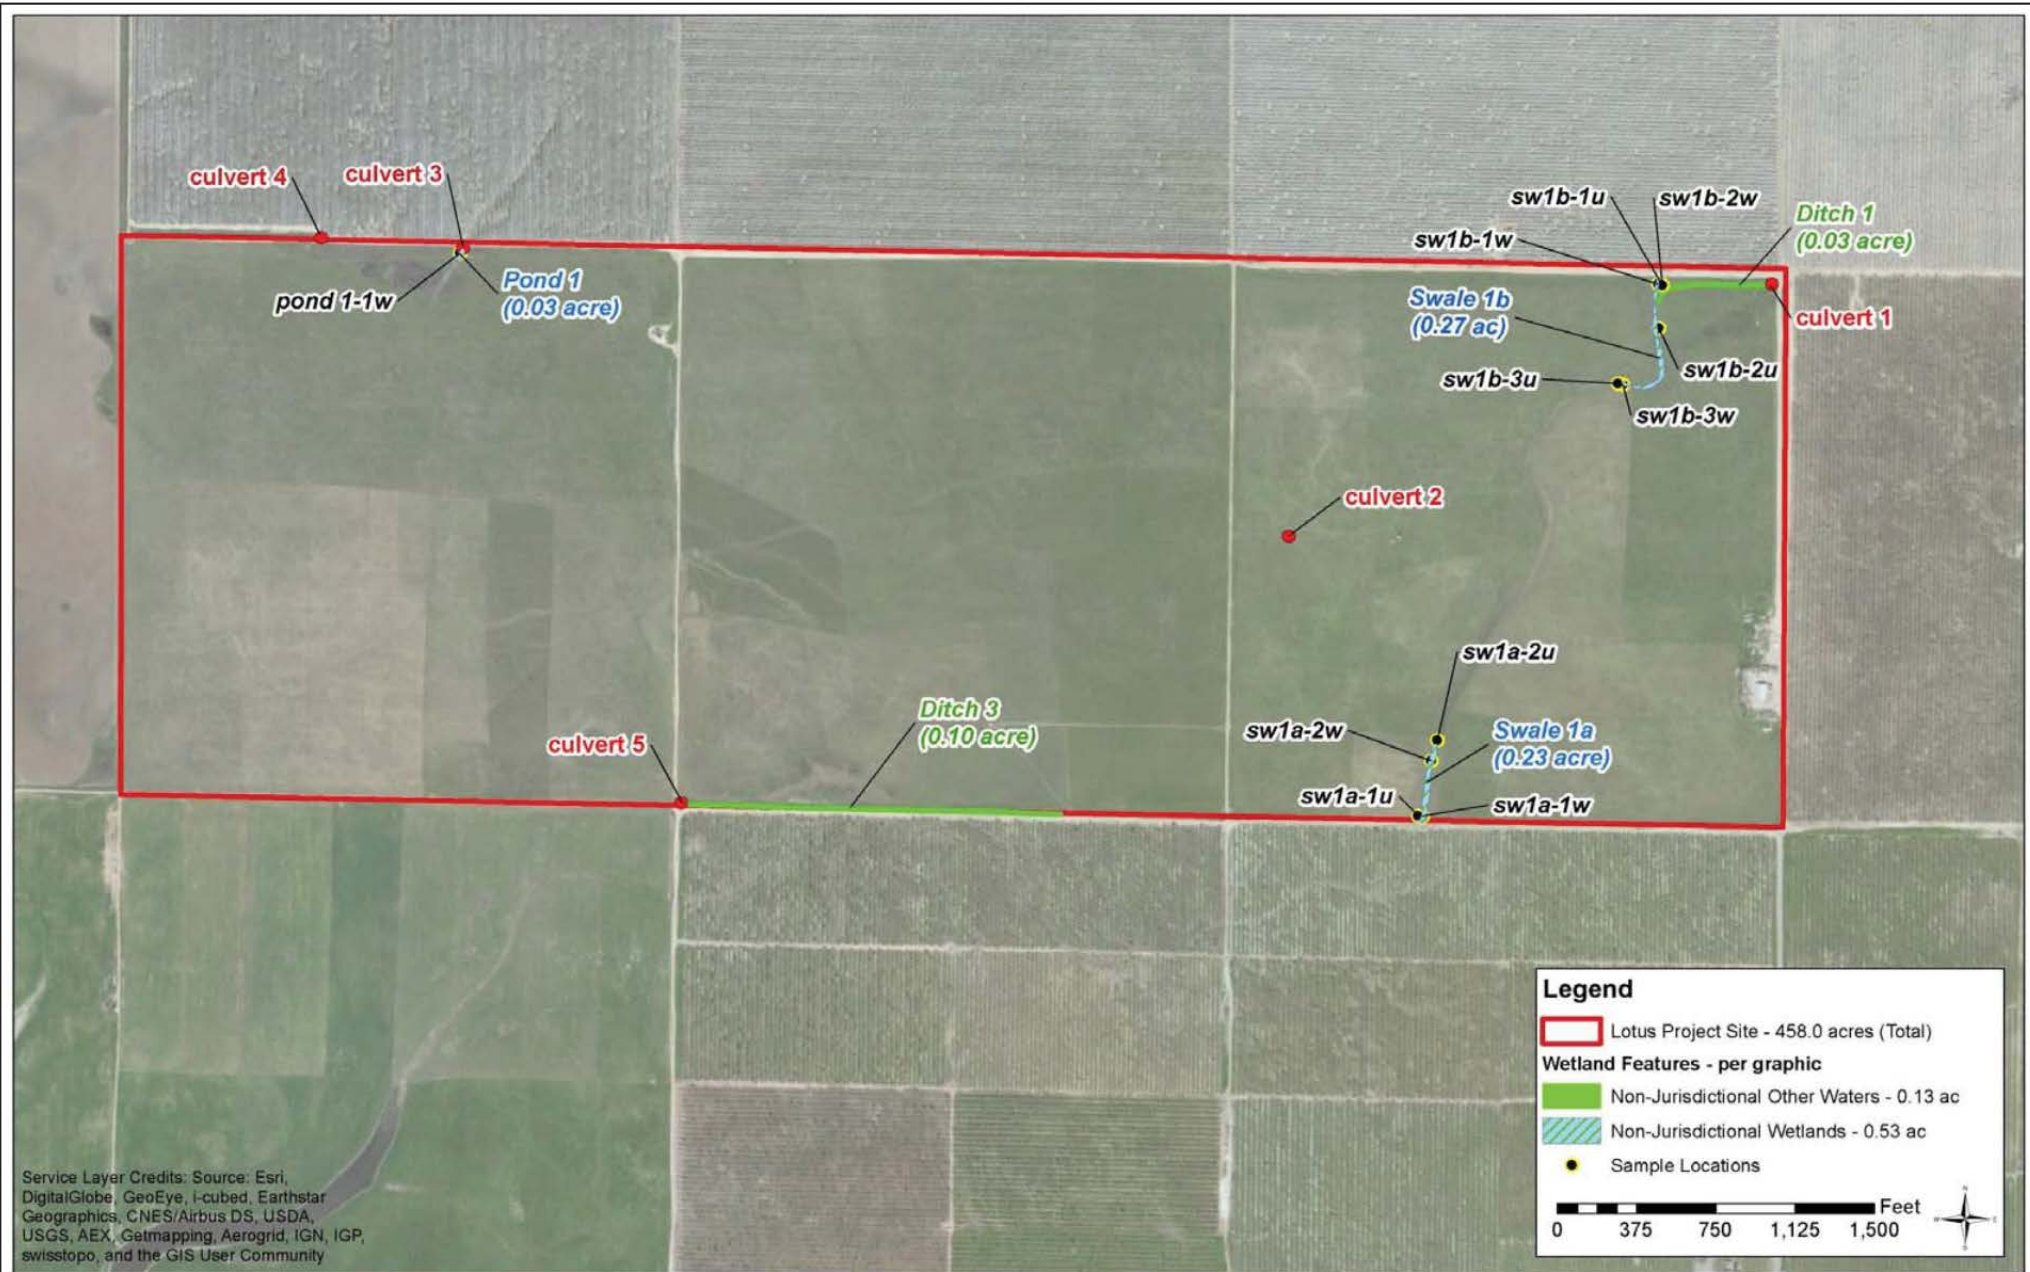 culvert 4
culvert 3
pond 1-1w
Pond 1
(0.03 acre)
sw1b-1u
sw1b-2w
sw1b-1w
Ditch 1
(0.03 acre)
Swale 1b
(0.27 ac)
culvert 1
sw1b-3u
sw1b-2u
sw1b-3w
culvert 2
sw1a-2u
Ditch 3
(0.10 acre)
culvert 5
sw1a-2w
Swale 1a
(0.23 acre)
sw1a-1u
sw1a-1w
Legend
Lotus Project Site - 458.0 acres (Total)
Wetland Features - per graphic
Non-Jurisdictional Other Waters - 0.13 ac
Non-Jurisdictional Wetlands - 0.53 ac
Sample Locations
Feet
0 375 750 1,125 1,500
Service Layer Credits: Source: Esri,
DigitalGlobe, GeoEye, i-cubed, Earthstar
Geographics, CNES/Airbus DS, USDA,
USGS, AEX, Getmapping, Aerogrid, IGN, IGP,
swisstopo, and the GIS User Community